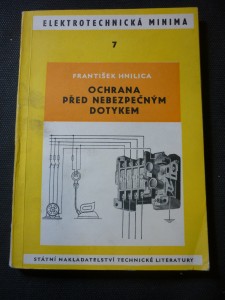 ELEKTROTECHNICKÁ MINIMA
7
FRANTIŠEK HNILICA
OCHRANA
PŘED NEBEZPEČNÝM
DOTYKEM
STÁTNÍ NAKLADATELSTVÍ TECHNICKÉ LITERATURY